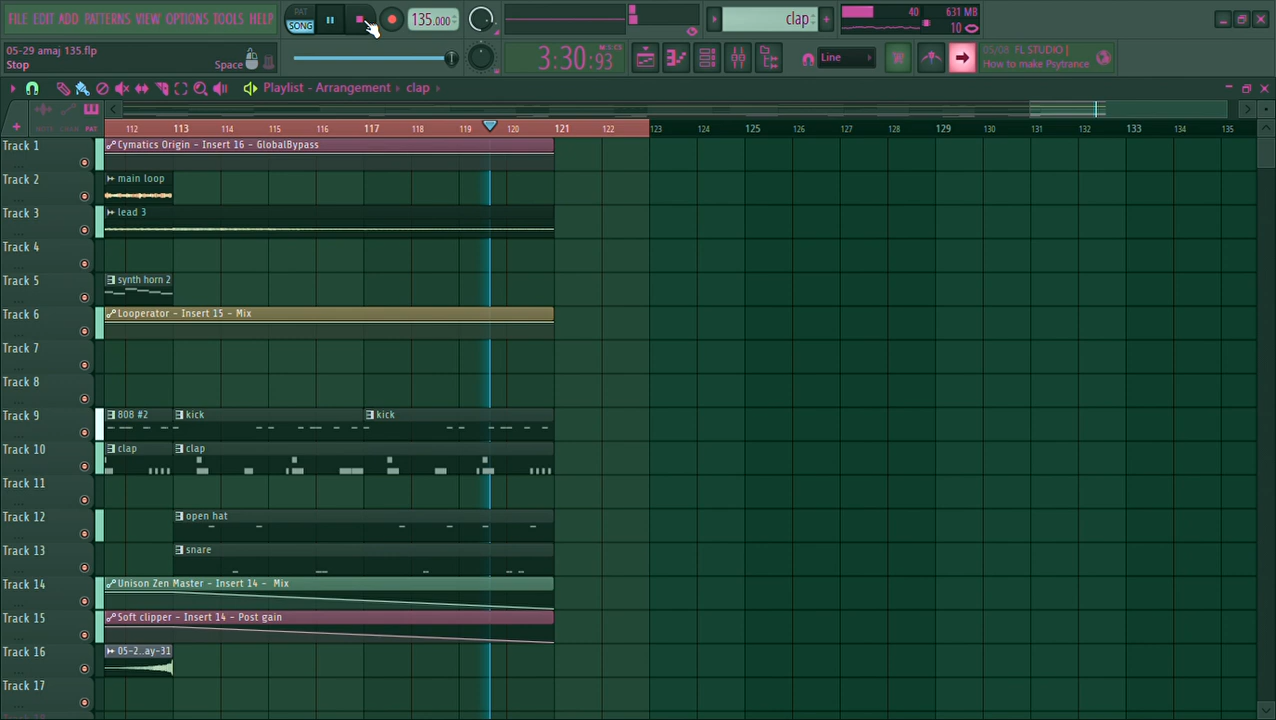 FILE EDIT ADD PATTERNS VIEW OPTIONS TOOLS HELP
PAT
SONG
135.000
clap
40
631 MB
10
05-29 amaj 135.flp
Stop
Space
3:30:93
Line
05/08 FL STUDIO |
How to make Psytrance
Playlist - Arrangement
clap
NOTE CHAN PAT
112 113 114 115 116 117 118 119 120 121 122 123 124 125 126 127 128 129 130 131 132 133 134 135
Track 1
Cymatics Origin - Insert 16 - GlobalBypass
Track 2
main loop
Track 3
lead 3
Track 4
Track 5
synth horn 2
Track 6
Looperator - Insert 15 - Mix
Track 7
Track 8
Track 9
808 #2
kick
kick
Track 10
clap
clap
Track 11
Track 12
open hat
Track 13
snare
Track 14
Unison Zen Master - Insert 14 - Mix
Track 15
Soft clipper - Insert 14 - Post gain
Track 16
05-2..ay-31
Track 17